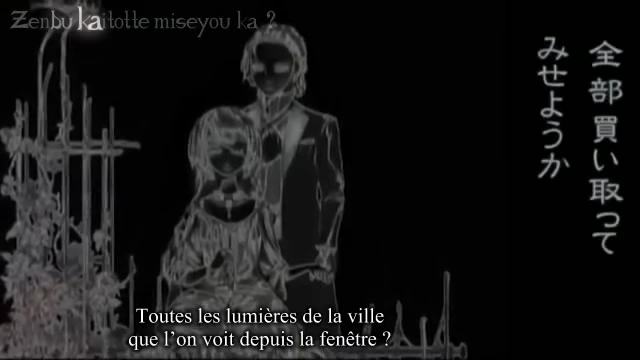 Zenbu kaitotte miseyou ka ?
全部買い取って
みせようか
Toutes les lumières de la ville
que l'on voit depuis la fenêtre ?